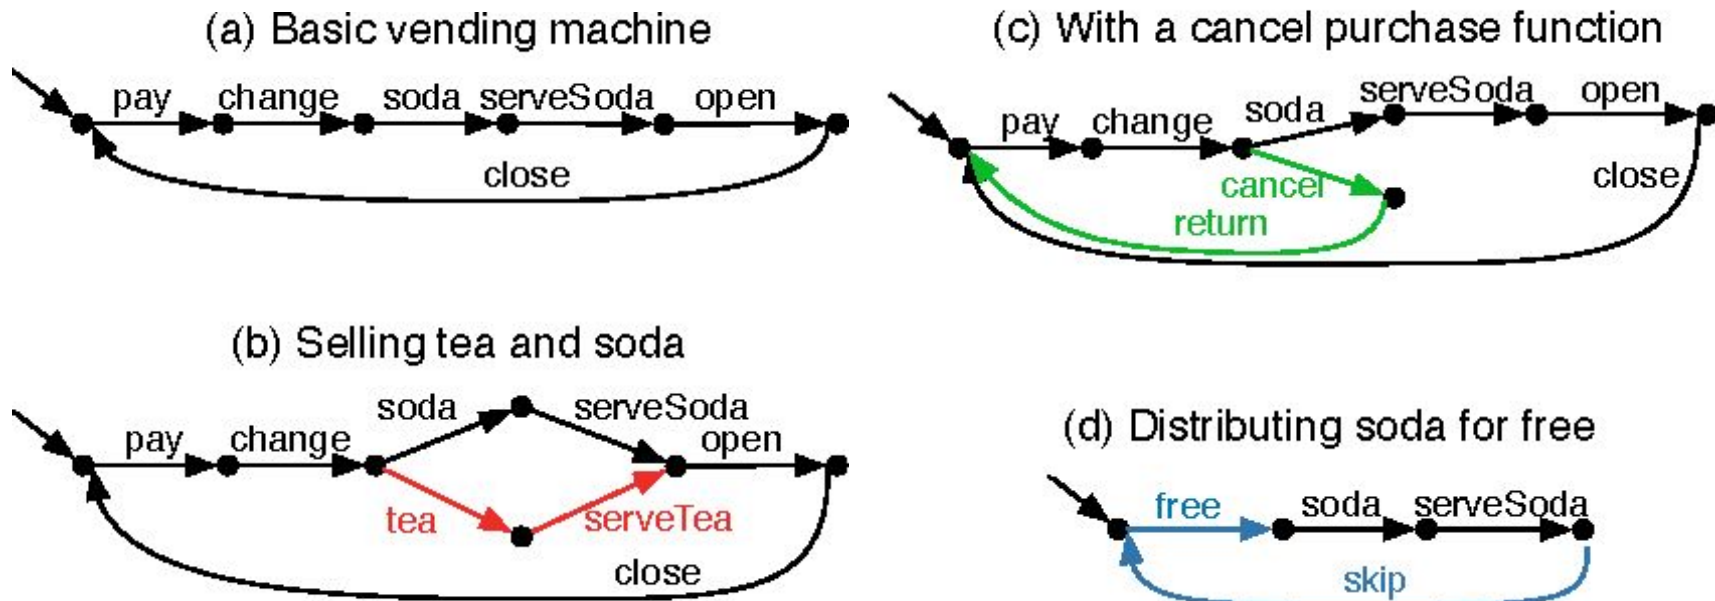 (a) Basic vending machine
pay change soda serveSoda open
close
(b) Selling tea and soda
soda serveSoda
pay change open
tea serveTea
close
(c) With a cancel purchase function
serveSoda open
soda
pay change
cancel close
return
(d) Distributing soda for free
free soda serveSoda
skip